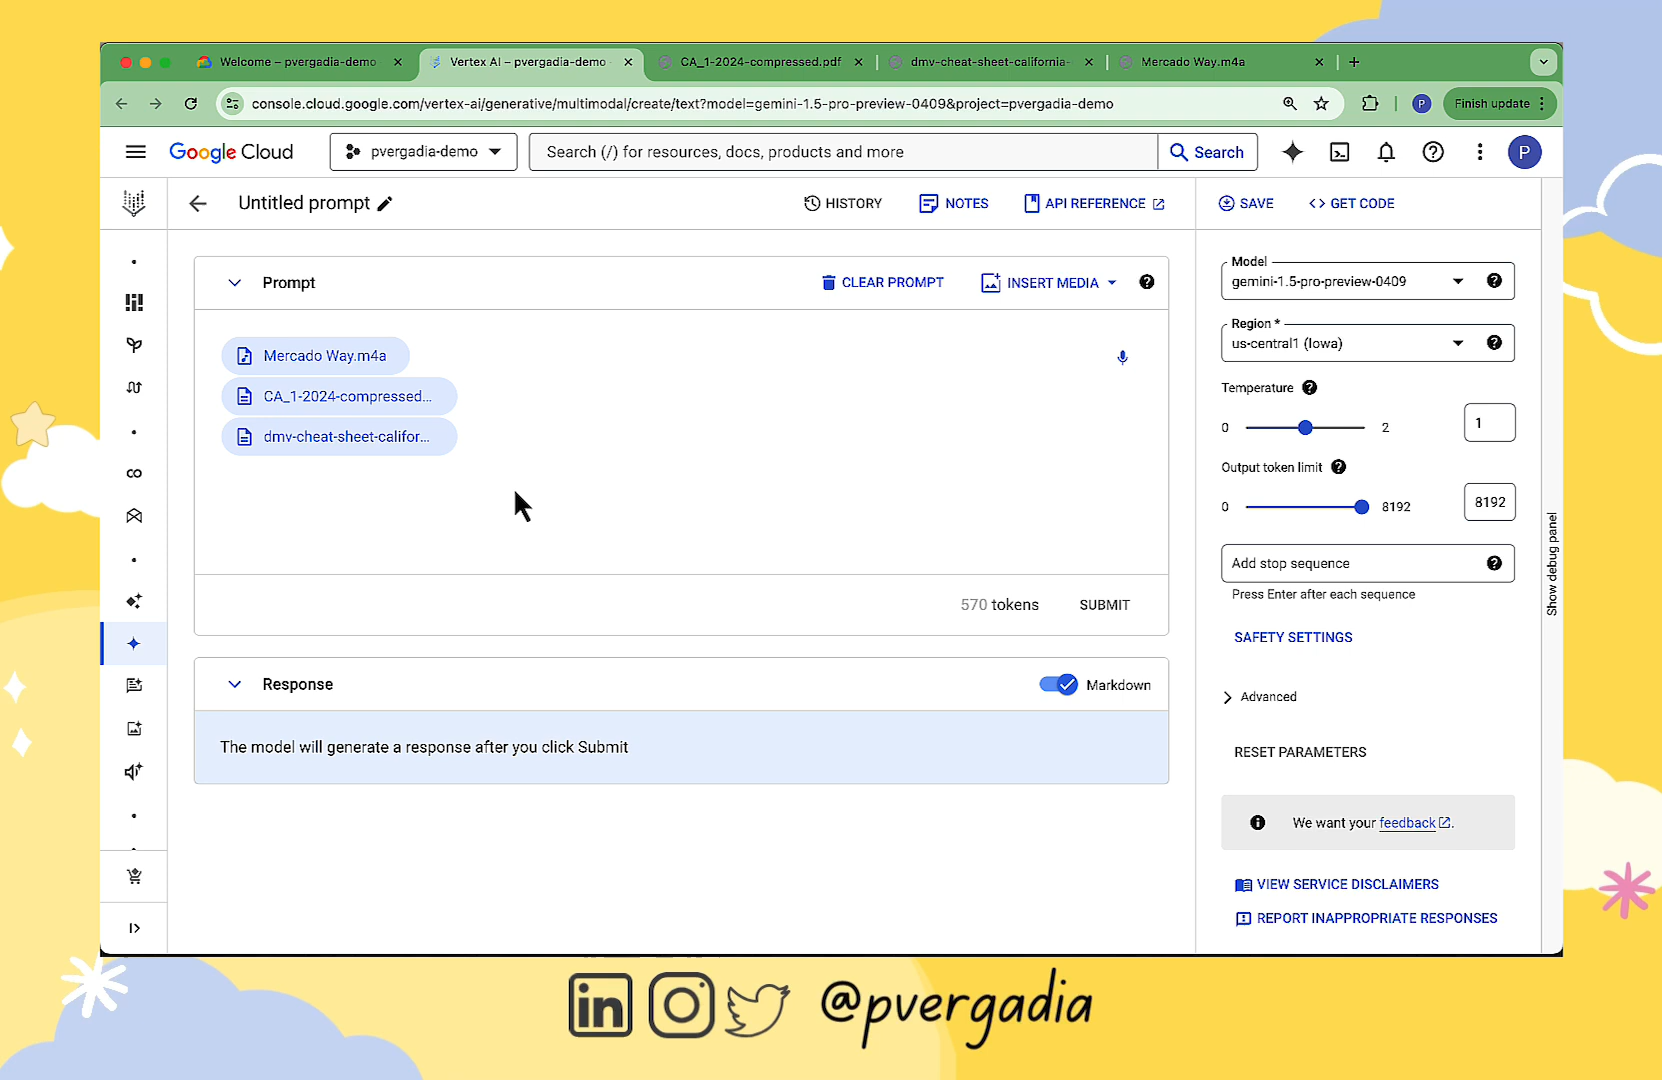 Welcome – pvergadia-demo
Vertex AI – pvergadia-demo
CA_1-2024-compressed.pdf
dmv-cheat-sheet-california-
Mercado Way.m4a
console.cloud.google.com/vertex-ai/generative/multimodal/create/text?model=gemini-1.5-pro-preview-0409&project=pvergadia-demo
P
Finish update
Google Cloud
pvergadia-demo
Search (/) for resources, docs, products and more
Search
P
Untitled prompt
HISTORY
NOTES
API REFERENCE
SAVE
<> GET CODE
Prompt
CLEAR PROMPT
INSERT MEDIA
Mercado Way.m4a
CA_1-2024-compressed...
dmv-cheat-sheet-califor...
570 tokens
SUBMIT
Response
Markdown
The model will generate a response after you click Submit
Model
gemini-1.5-pro-preview-0409
Region *
us-central1 (Iowa)
Temperature
0
2
1
Output token limit
0
8192
8192
Add stop sequence
Press Enter after each sequence
SAFETY SETTINGS
Advanced
RESET PARAMETERS
We want your feedback.
VIEW SERVICE DISCLAIMERS
REPORT INAPPROPRIATE RESPONSES
Show debug panel
in
@pvergadia